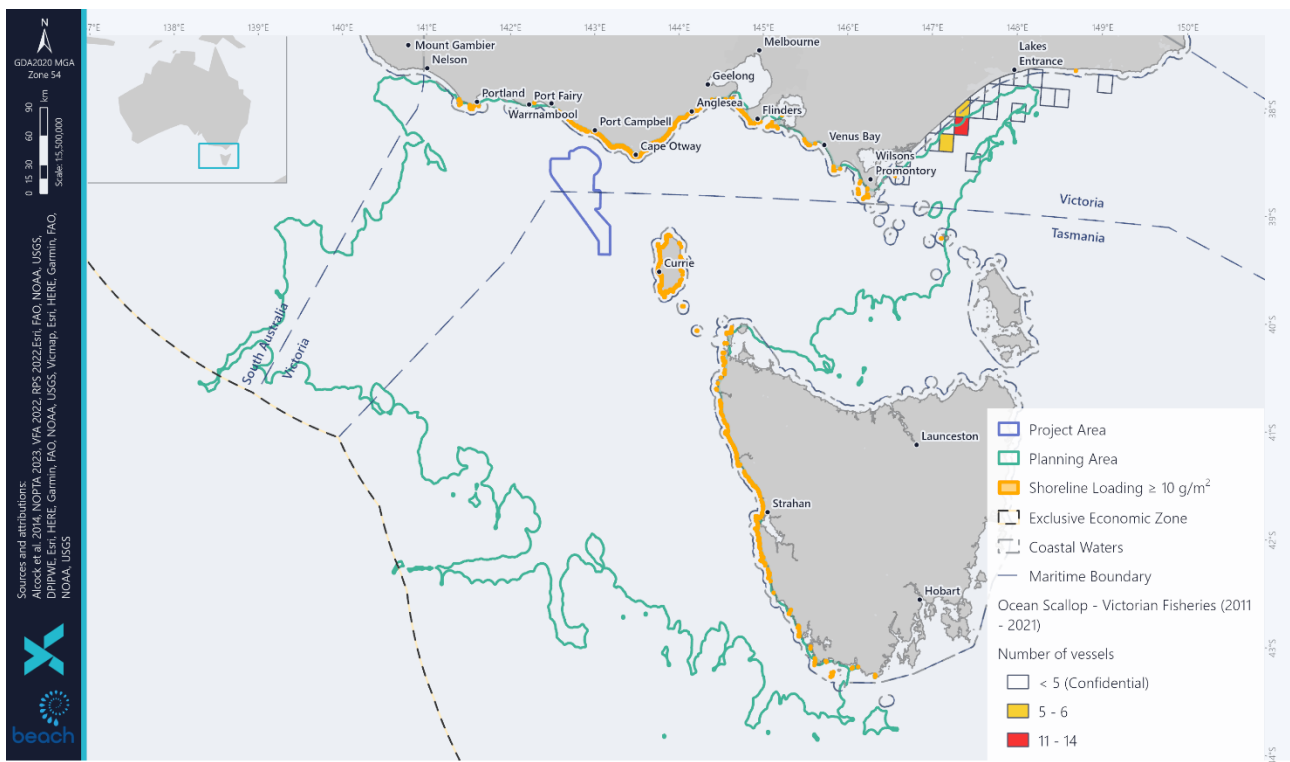 N
GDA2020 MGA
Zone 54
0 15 30 60 90
km
Scale: 1:5,500,000
Sources and attributions:
Alcock et al. 2014, NOPTA 2023, VFA 2022, RPS 2022,Esri, FAO, NOAA, USGS,
DPIPWE, Esri, HERE, Garmin, FAO, NOAA, USGS, Vicmap, Esri, HERE, Garmin, FAO,
NOAA, USGS
beach
7°E 138°E 139°E 140°E 141°E 142°E 143°E 144°E 145°E 146°E 147°E 148°E 149°E 150°E
38°S
39°S
40°S
41°S
42°S
43°S
44°S
Mount Gambier
Nelson
Portland
Port Fairy
Warrnambool
Port Campbell
Cape Otway
Melbourne
Geelong
Anglesea
Flinders
Venus Bay
Wilsons
Promontory
Lakes
Entrance
Victoria
Tasmania
South Australia
Victoria
Currie
Launceston
Strahan
Hobart
Project Area
Planning Area
Shoreline Loading ≥ 10 g/m²
Exclusive Economic Zone
Coastal Waters
Maritime Boundary
Ocean Scallop - Victorian Fisheries (2011
- 2021)
Number of vessels
< 5 (Confidential)
5 - 6
11 - 14